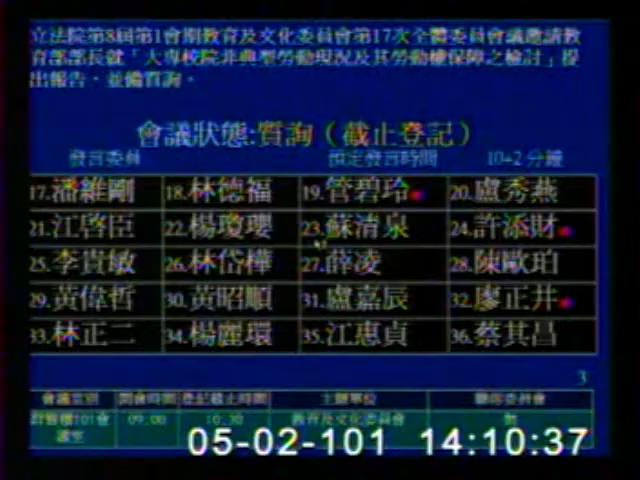 立法院第8屆第1會期教育及文化委員會第17次全體委員會議邀請教
育部部長就「大專校院非典型勞動現況及其勞動權保障之檢討」提
出報告，並備質詢。
會議狀態:質詢（截止登記）
發言委員 預定發言時間 10+2 分鐘
17.潘維剛 18.林德福 19.管碧玲 20.盧秀燕
21.江啓臣 22.楊瓊瓔 23.蘇清泉 24.許添財
25.李貴敏 26.林岱樺 27.薛凌 28.陳歐珀
29.黃偉哲 30.黃昭順 31.盧嘉辰 32.廖正井
33.林正二 34.楊麗環 35.江惠貞 36.蔡其昌
3
會議室別 開會時間 登記截止時間 主辦單位 聯席委員會
群賢樓101會 09:00 10:30 教育及文化委員會 無
議室
05-02-101 14:10:37